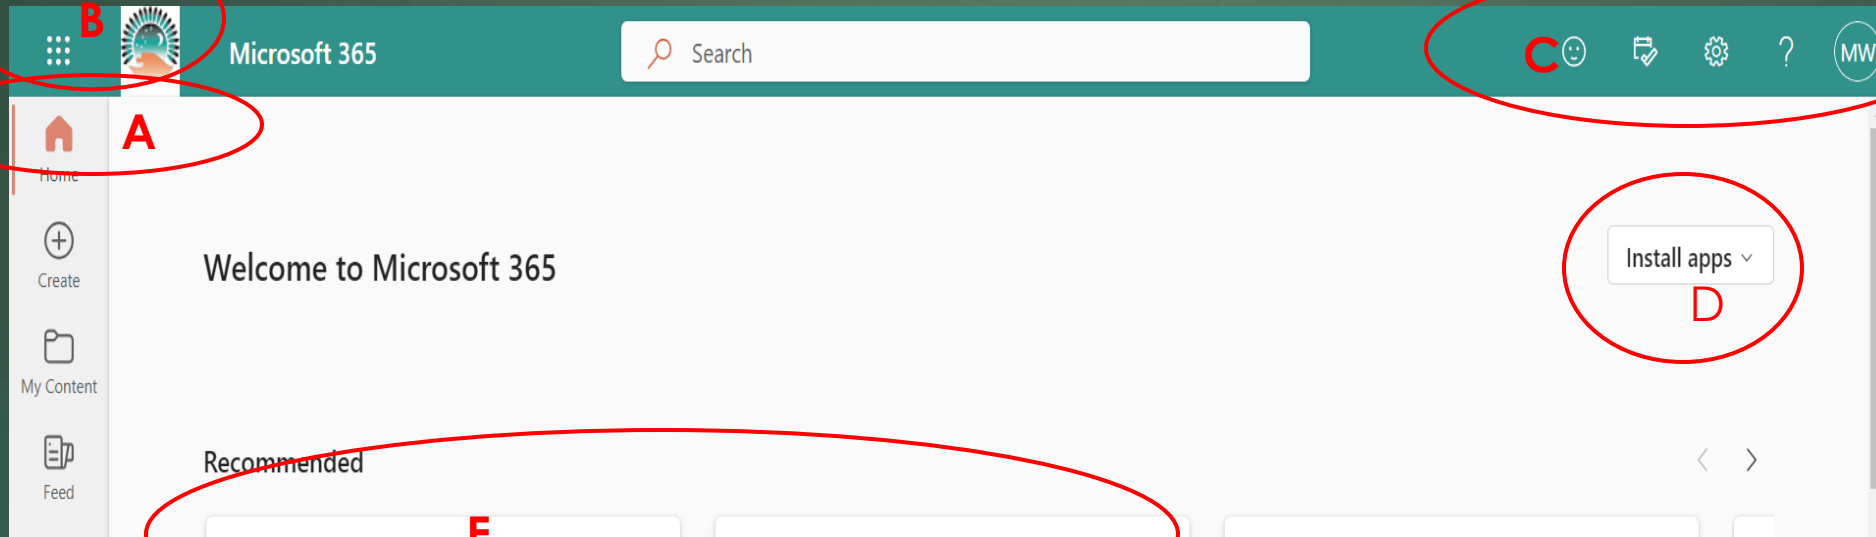 B
Microsoft 365
Search
C
?
MW
A
Home
Create
My Content
Feed
Welcome to Microsoft 365
Install apps
D
Recommended